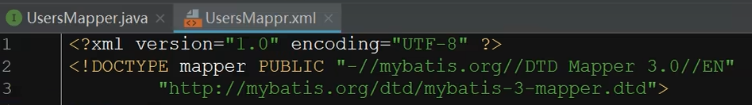 UsersMapper.java
UsersMappr.xml
1 <?xml version="1.0" encoding="UTF-8" ?>
2 <!DOCTYPE mapper PUBLIC "-//mybatis.org//DTD Mapper 3.0//EN"
3 "http://mybatis.org/dtd/mybatis-3-mapper.dtd">